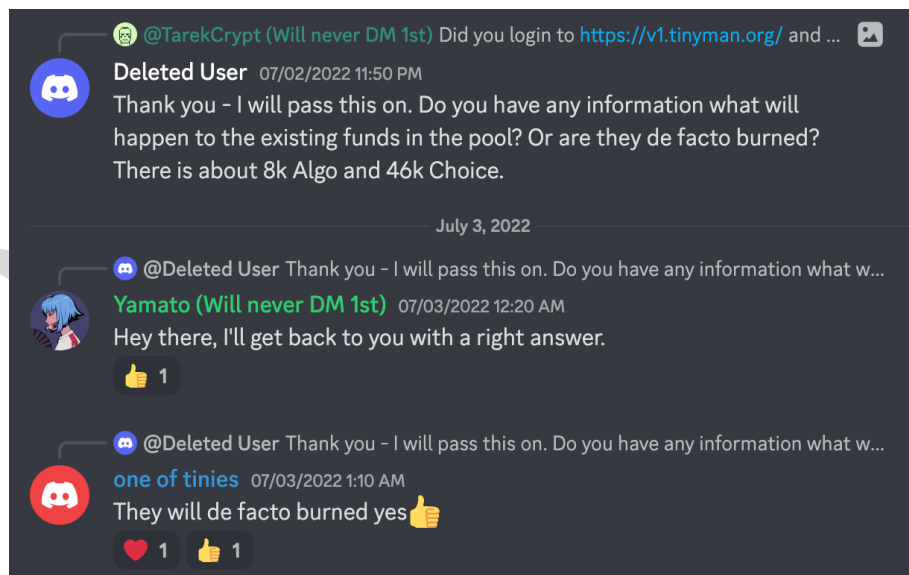 @TarekCrypt (Will never DM 1st) Did you login to https://v1.tinyman.org/ and ...
Deleted User 07/02/2022 11:50 PM
Thank you - I will pass this on. Do you have any information what will
happen to the existing funds in the pool? Or are they de facto burned?
There is about 8k Algo and 46k Choice.
July 3, 2022
@Deleted User Thank you - I will pass this on. Do you have any information what w...
Yamato (Will never DM 1st) 07/03/2022 12:20 AM
Hey there, I'll get back to you with a right answer.
👍 1
@Deleted User Thank you - I will pass this on. Do you have any information what w...
one of tinies 07/03/2022 1:10 AM
They will de facto burned yes👍
❤️ 1 👍 1